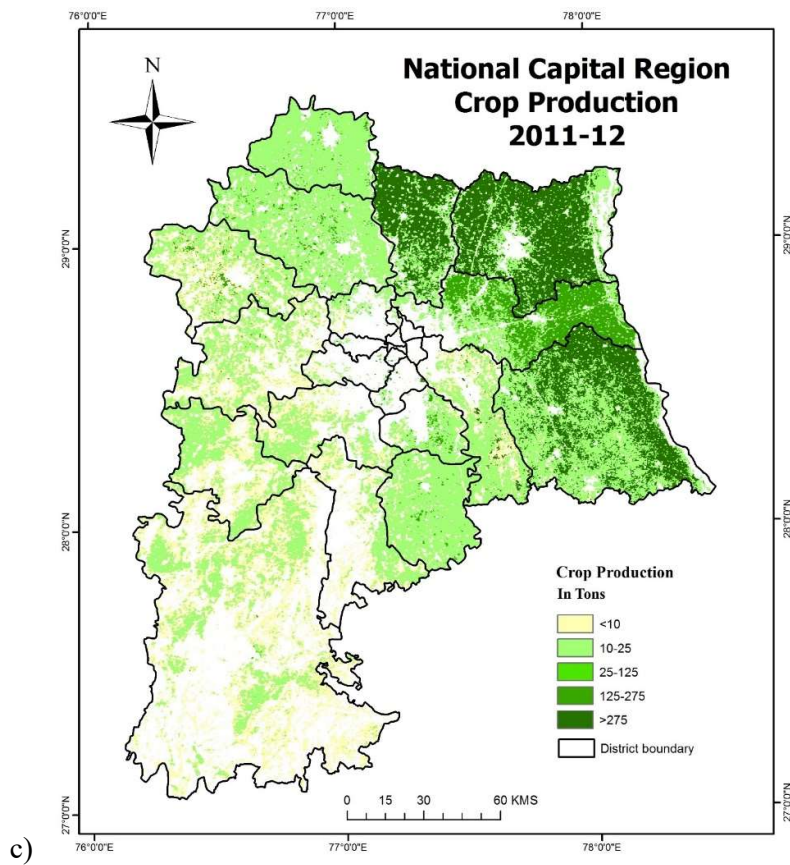 76°0'0"E 77°0'0"E 78°0'0"E
N
National Capital Region
Crop Production
2011-12
29°0'0"N 29°0'0"N
28°0'0"N 28°0'0"N
Crop Production
In Tons
<10
10-25
25-125
125-275
>275
District boundary
0 15 30 60 KMS
27°0'0"N 27°0'0"N
76°0'0"E 77°0'0"E 78°0'0"E
c)